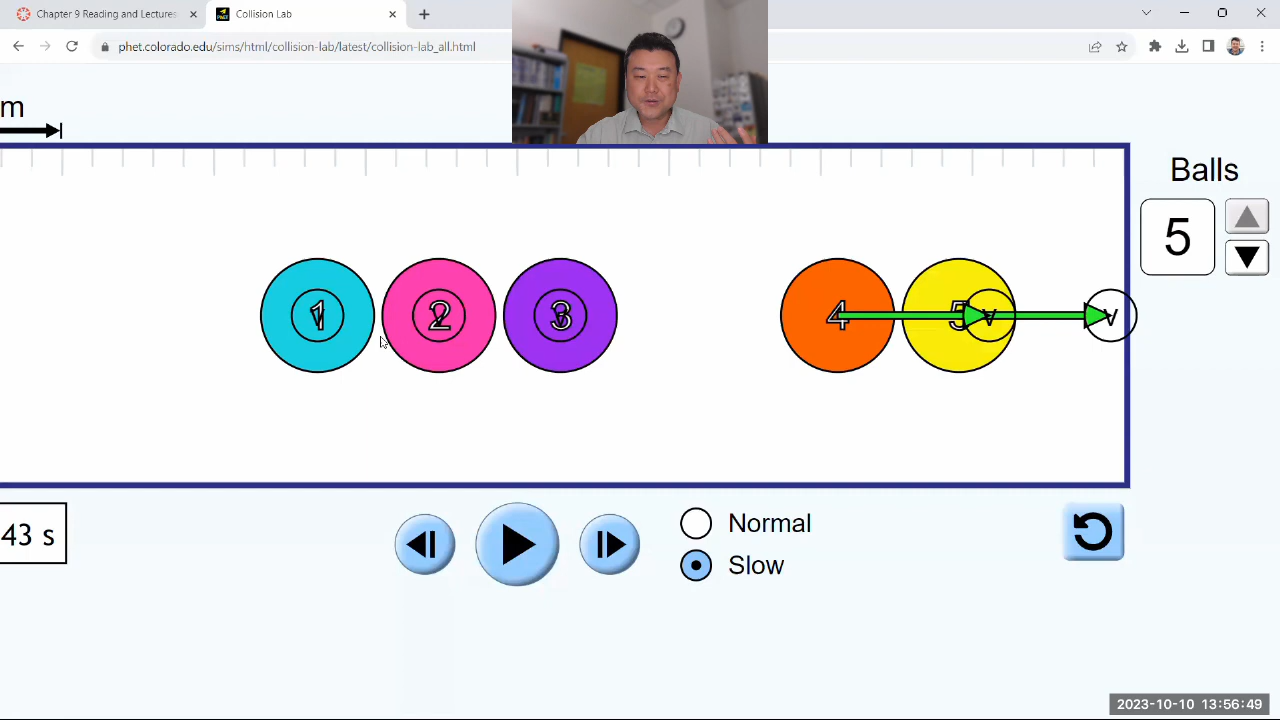 Chapter 9 Reading and Lectures
Collision Lab
phet.colorado.edu/sims/html/collision-lab/latest/collision-lab_all.html
m
Balls
5
1
2
3
4
5
v
v
43 s
Normal
Slow
2023-10-10 13:56:49